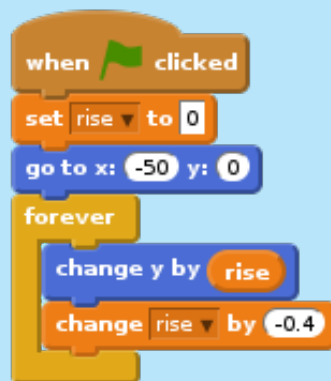 when clicked
set rise to 0
go to x: -50 y: 0
forever
change y by rise
change rise by -0.4